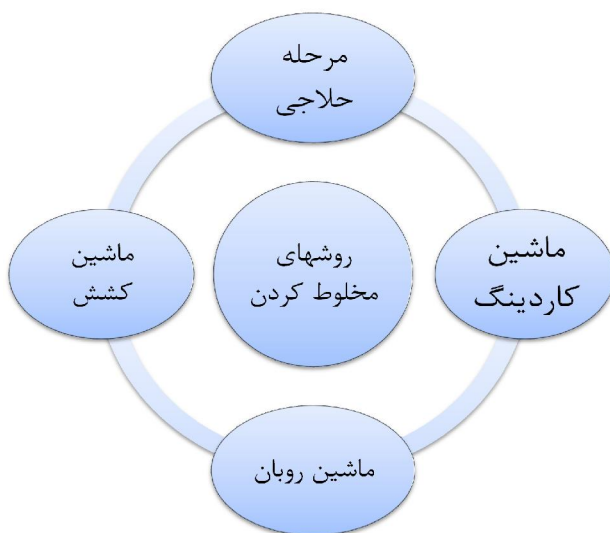 مرحله
حلاجی
ماشین
کاردینگ
روشهای
مخلوط کردن
ماشین
کشش
ماشین روبان